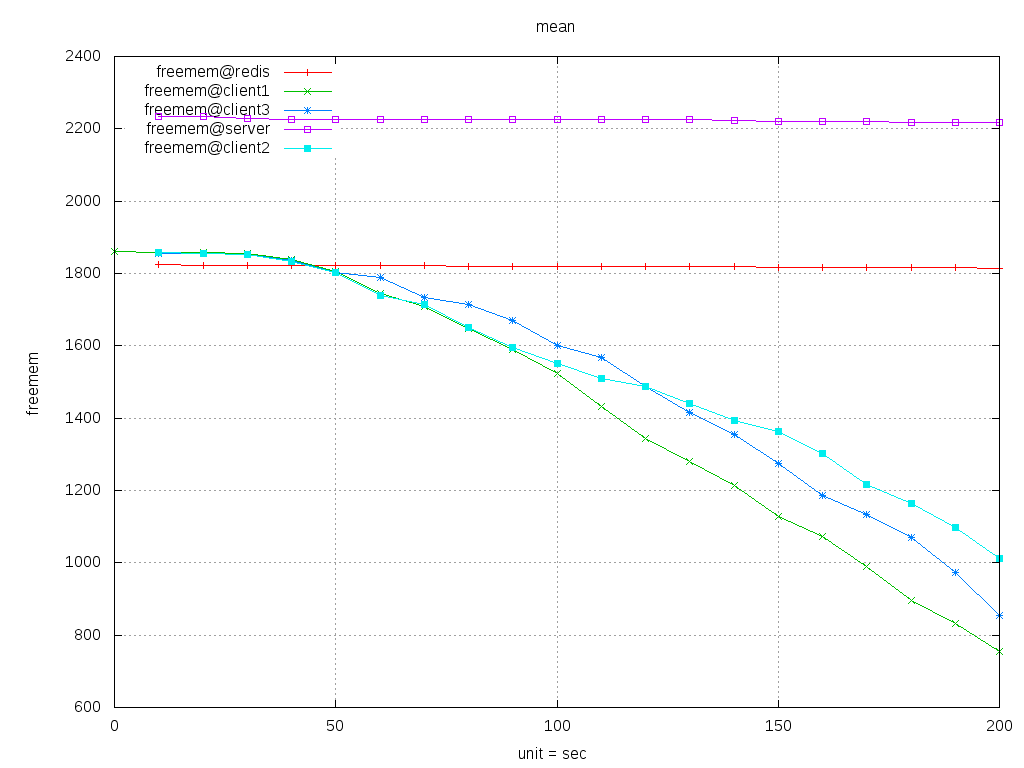 mean
2400
2200
2000
1800
1600
1400
1200
1000
800
600
freemem
freemem@redis
freemem@client1
freemem@client3
freemem@server
freemem@client2
0
50
100
150
200
unit = sec